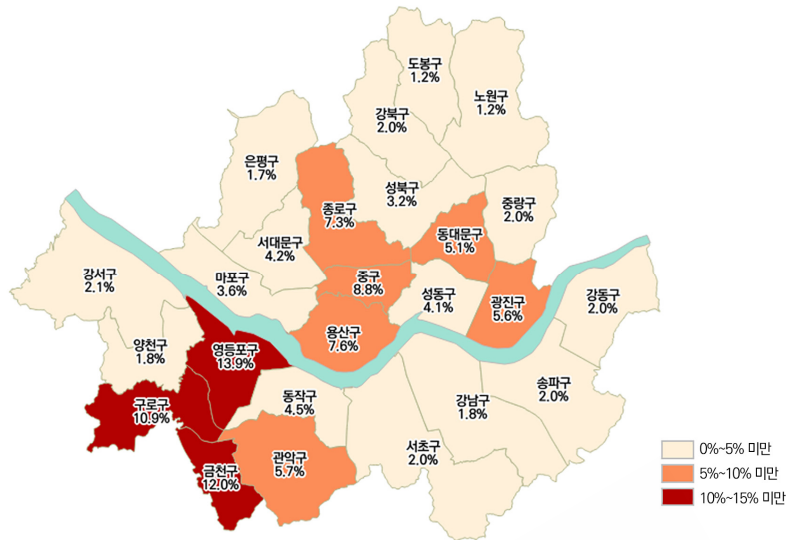 도봉구
1.2%
노원구
1.2%
강북구
2.0%
은평구
1.7%
성북구
3.2%
중랑구
2.0%
종로구
7.3%
동대문구
5.1%
서대문구
4.2%
강서구
2.1%
마포구
3.6%
중구
8.8%
성동구
4.1%
광진구
5.6%
강동구
2.0%
용산구
7.6%
양천구
1.8%
영등포구
13.9%
구로구
10.9%
동작구
4.5%
강남구
1.8%
송파구
2.0%
서초구
2.0%
관악구
5.7%
금천구
12.0%
0%~5% 미만
5%~10% 미만
10%~15% 미만